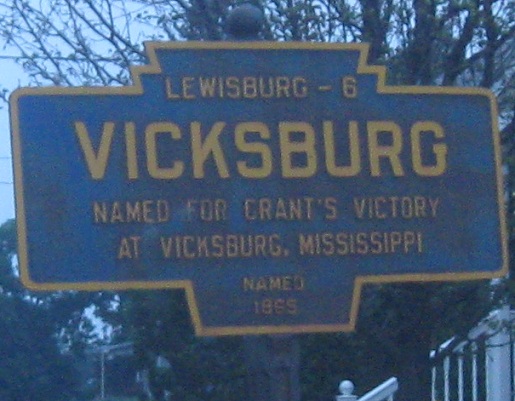 LEWISBURG - 6
VICKSBURG
NAMED FOR GRANT'S VICTORY
AT VICKSBURG, MISSISSIPPI
NAMED
1865